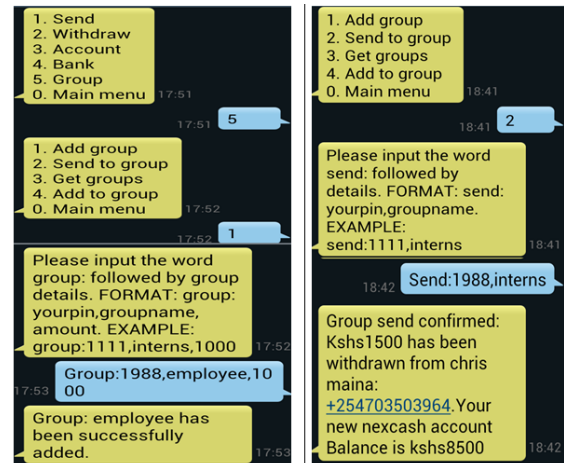 1. Send
2. Withdraw
3. Account
4. Bank
5. Group
0. Main menu
17:51
5
17:51
1. Add group
2. Send to group
3. Get groups
4. Add to group
0. Main menu
17:52
1
17:52
Please input the word
group: followed by group
details. FORMAT: group:
yourpin,groupname,
amount. EXAMPLE:
group:1111,interns,1000
17:52
Group:1988,employee,10
00
17:53
Group: employee has
been successfully
added.
17:53
1. Add group
2. Send to group
3. Get groups
4. Add to group
0. Main menu
18:41
2
18:41
Please input the word
send: followed by
details. FORMAT: send:
yourpin,groupname.
EXAMPLE:
send:1111,interns
18:41
Send:1988,interns
18:42
Group send confirmed:
Kshs1500 has been
withdrawn from chris
maina:
+254703503964.Your
new nexcash account
Balance is kshs8500
18:42